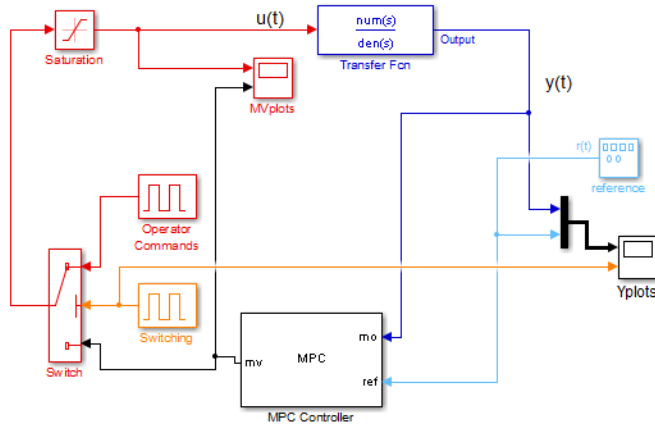 u(t)
num(s)
den(s)
Output
Saturation
Transfer Fcn
y(t)
MVplots
r(t)
reference
Operator
Commands
Yplots
Switching
Switch
mo
MPC
mv
ref
MPC Controller